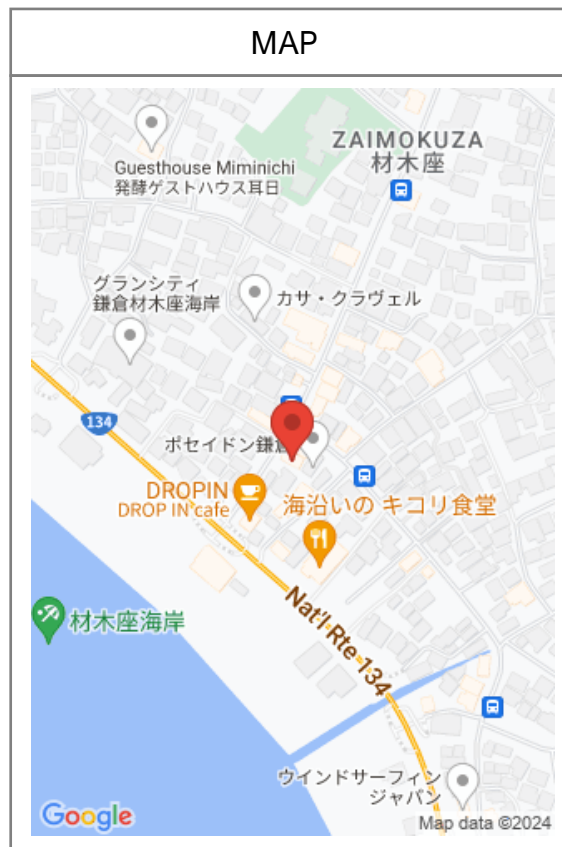 MAP
ZAIMOKUZA
材木座
Guesthouse Miminichi
発酵ゲストハウス耳日
グランシティ
鎌倉材木座海岸
カサ・クラヴェル
134
ポセイドン鎌倉
DROPIN
DROP IN cafe
海沿いの キコリ食堂
Nat'l Rte 134
材木座海岸
ウインドサーフィン
ジャパン
Google
Map data ©2024